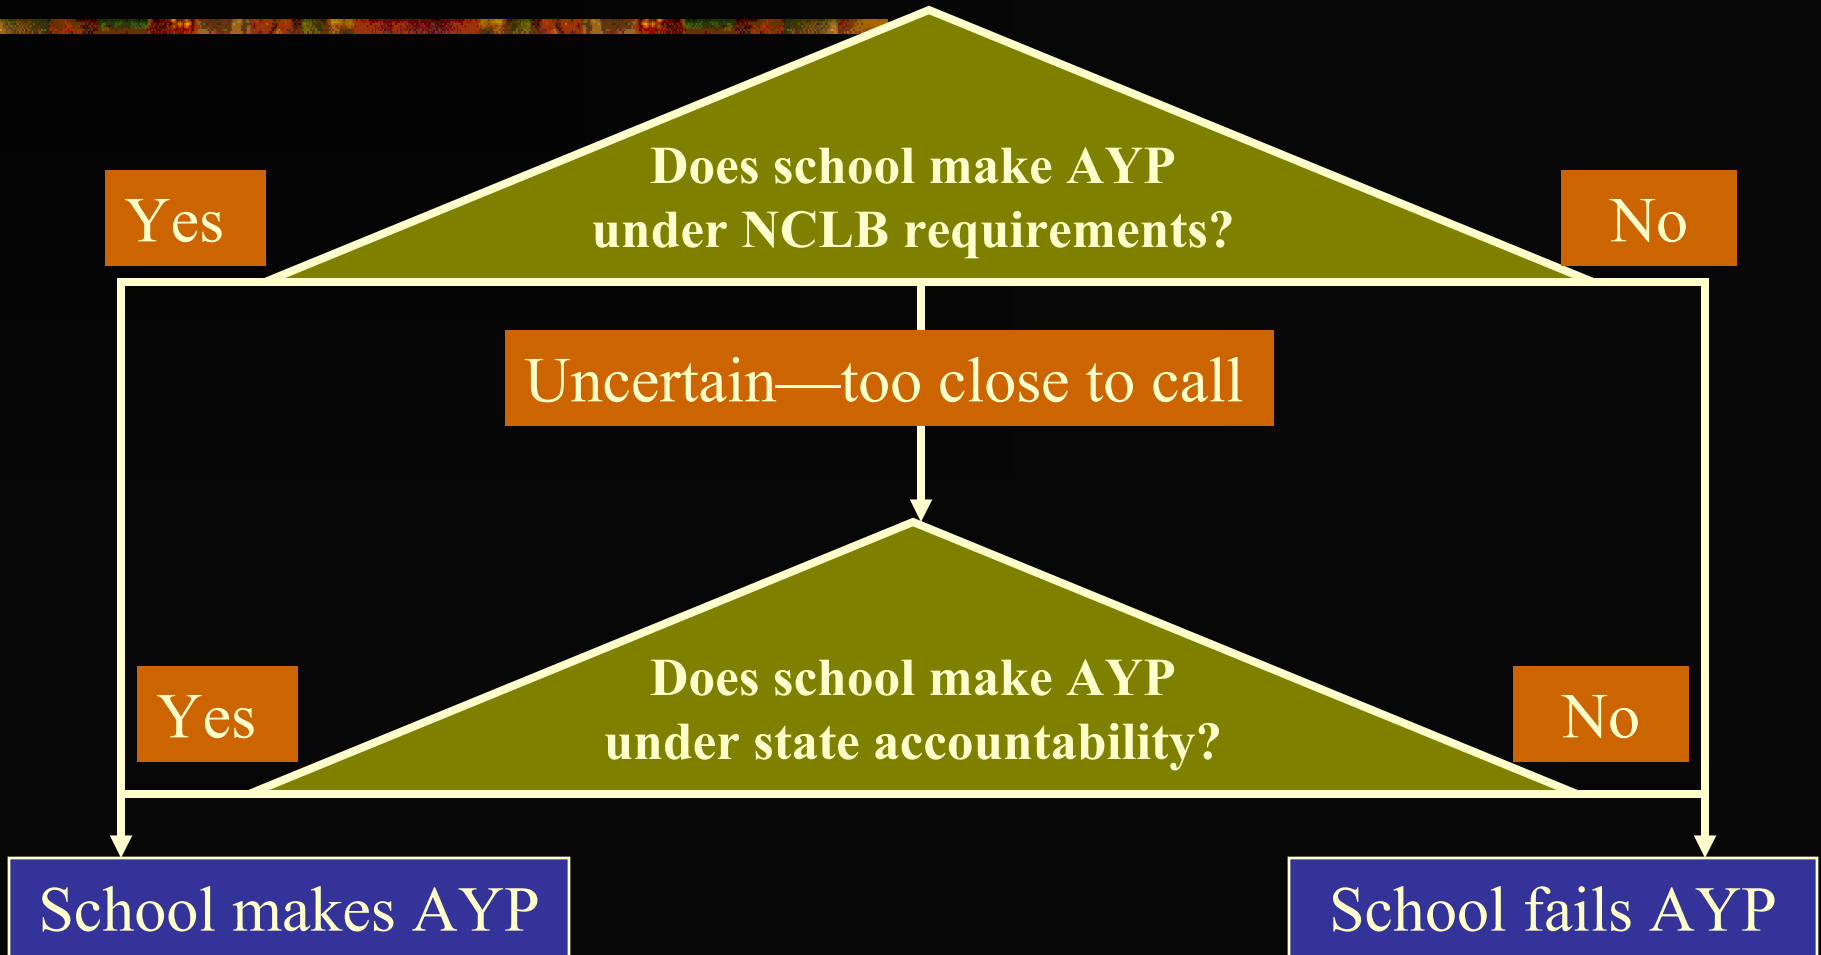 Does school make AYP
under NCLB requirements?
Yes
No
Uncertain—too close to call
Does school make AYP
under state accountability?
Yes
No
School makes AYP
School fails AYP